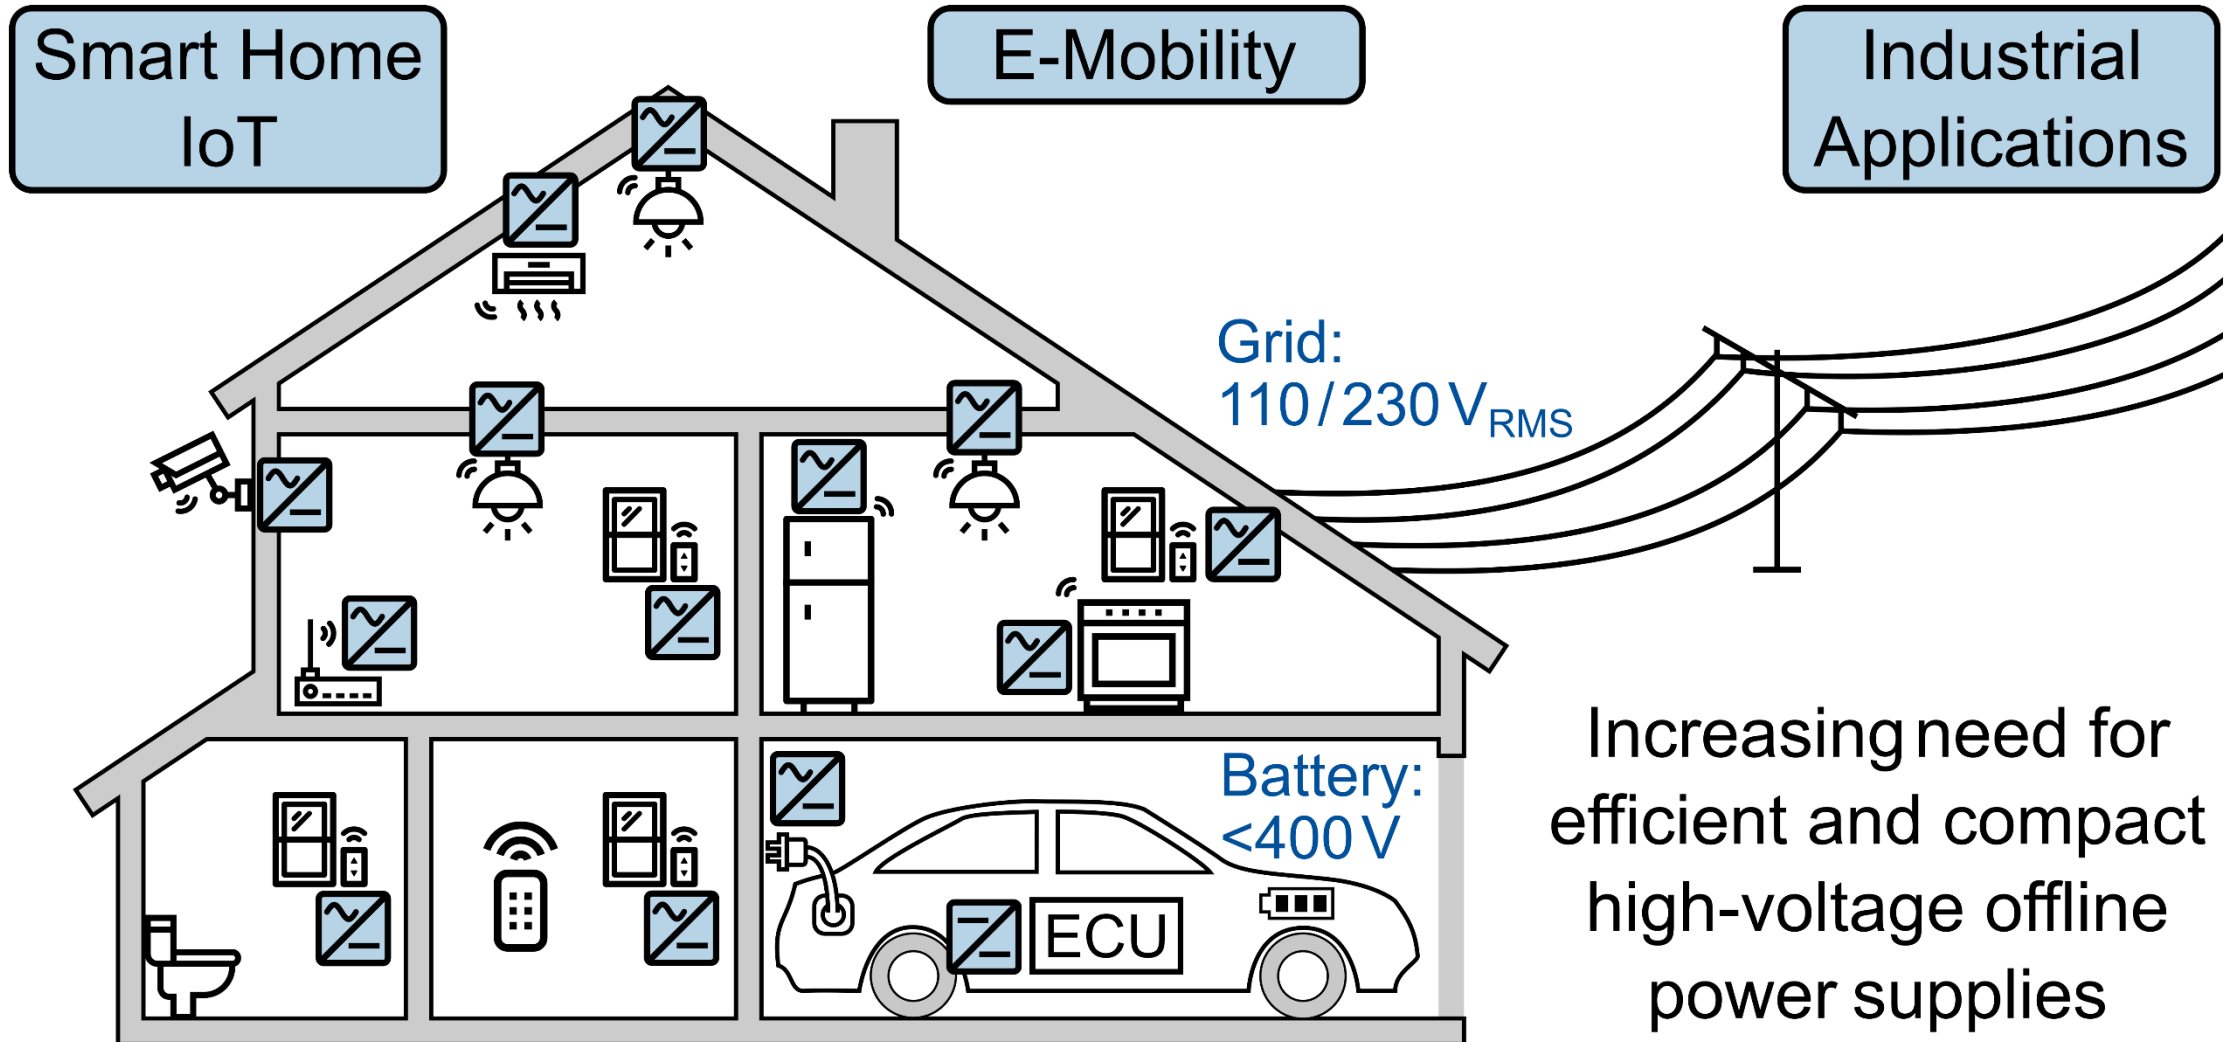 Smart Home
IoT
E-Mobility
Industrial
Applications
Grid:
110/230 VRMS
Battery:
<400 V
ECU
Increasing need for
efficient and compact
high-voltage offline
power supplies